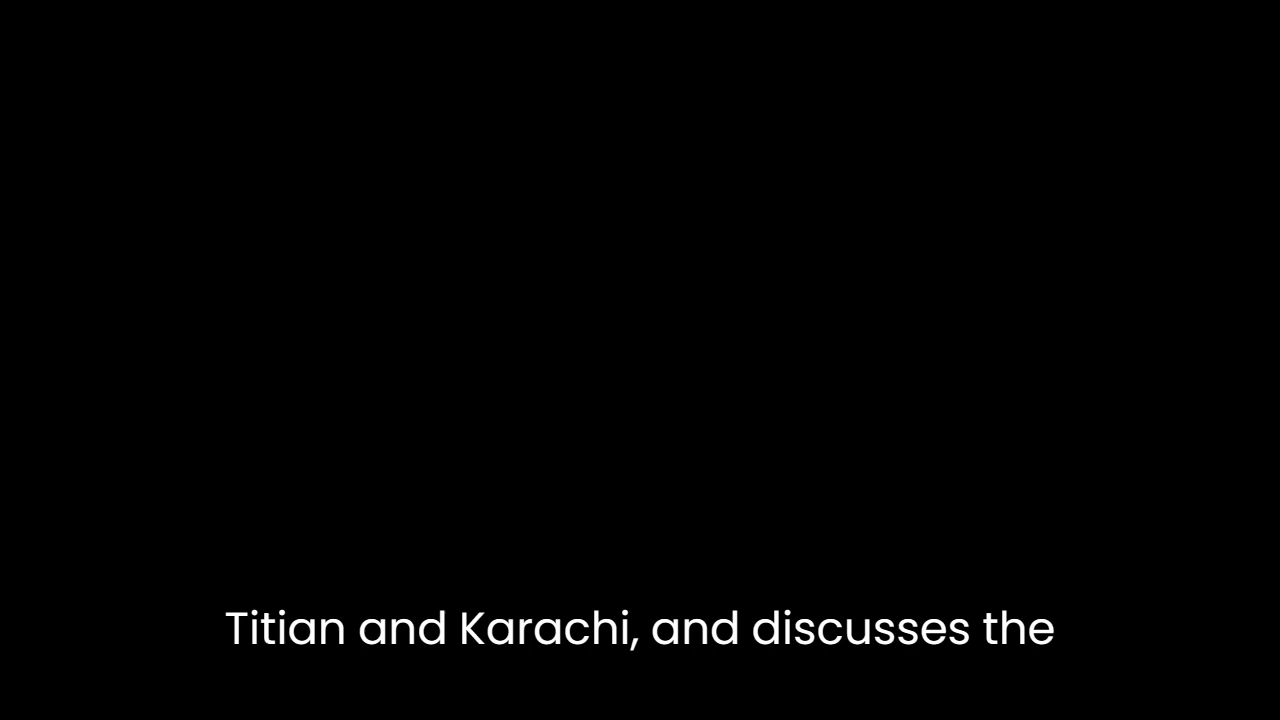 Titian and Karachi, and discusses the